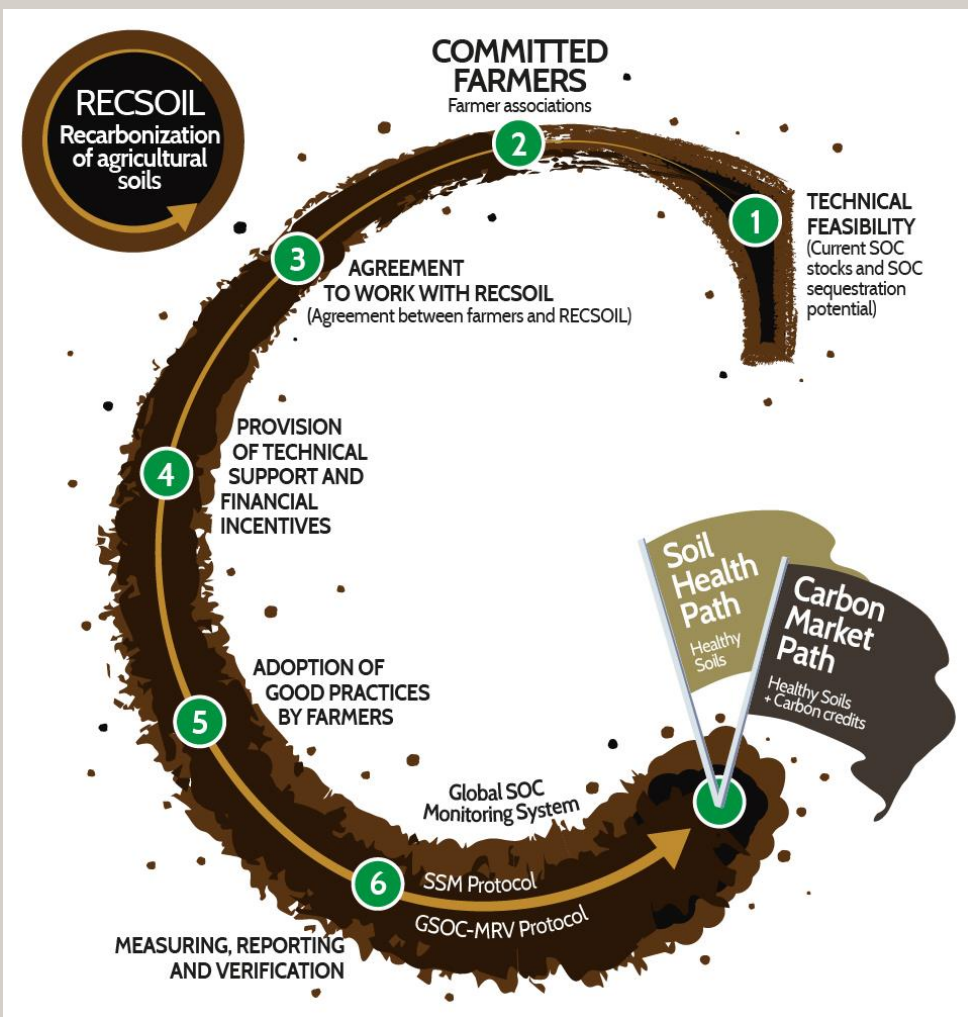 RECSOIL
Recarbonization
of agricultural
soils
COMMITTED
FARMERS
Farmer associations
1
TECHNICAL
FEASIBILITY
(Current SOC
stocks and SOC
sequestration
potential)
2
3
AGREEMENT
TO WORK WITH RECSOIL
(Agreement between farmers and RECSOIL)
4
PROVISION
OF TECHNICAL
SUPPORT AND
FINANCIAL
INCENTIVES
5
ADOPTION OF
GOOD PRACTICES
BY FARMERS
6
MEASURING, REPORTING
AND VERIFICATION
Global SOC
Monitoring System
SSM Protocol
GSOC-MRV Protocol
Soil
Health
Path
Healthy
Soils
Carbon
Market
Path
Healthy Soils
+ Carbon credits